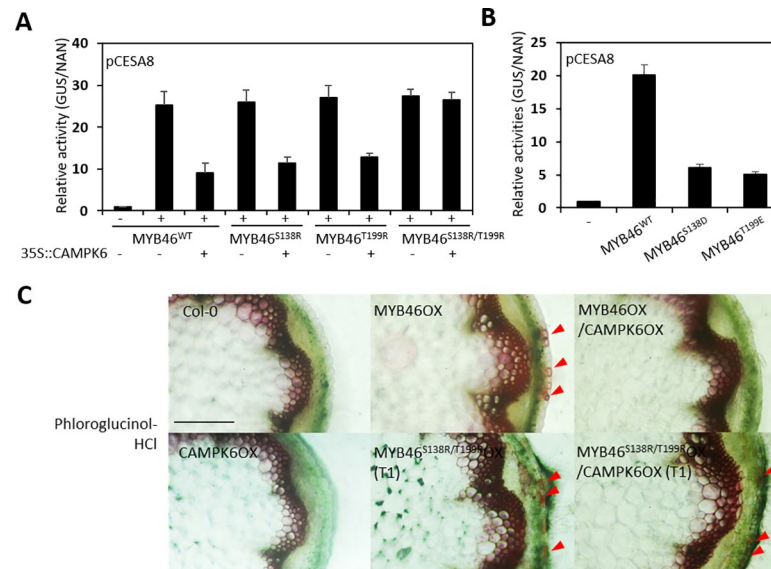 A
Relative activity (GUS/NAN)
40
30
20
10
0
pCESA8
- + + + + + + + +
MYB46WT MYB46S138R MYB46T199R MYB46S138R/T199R
35S::CAMPK6 - - + - + - + - +
B
Relative activities (GUS/NAN)
25
20
15
10
5
0
pCESA8
- MYB46WT MYB46S138D MYB46T199E
C
Phloroglucinol-
HCl
Col-0
MYB46OX
MYB46OX
/CAMPK6OX
CAMPK6OX
MYB46S138R/T199ROX
(T1)
MYB46S138R/T199ROX
/CAMPK6OX (T1)